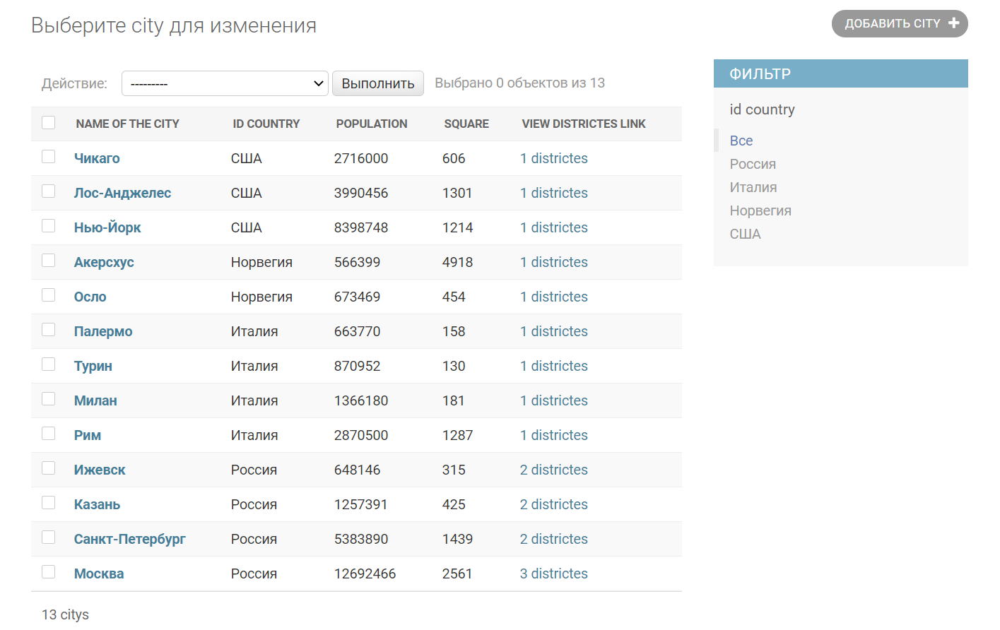 Выберите city для изменения
ДОБАВИТЬ CITY
Действие: --------- Выполнить Выбрано 0 объектов из 13
NAME OF THE CITY ID COUNTRY POPULATION SQUARE VIEW DISTRICTES LINK
Чикаго США 2716000 606 1 districtes
Лос-Анджелес США 3990456 1301 1 districtes
Нью-Йорк США 8398748 1214 1 districtes
Акерсхус Норвегия 566399 4918 1 districtes
Осло Норвегия 673469 454 1 districtes
Палермо Италия 663770 158 1 districtes
Турин Италия 870952 130 1 districtes
Милан Италия 1366180 181 1 districtes
Рим Италия 2870500 1287 1 districtes
Ижевск Россия 648146 315 2 districtes
Казань Россия 1257391 425 2 districtes
Санкт-Петербург Россия 5383890 1439 2 districtes
Москва Россия 12692466 2561 3 districtes
13 citys
ФИЛЬТР
id country
Все
Россия
Италия
Норвегия
США